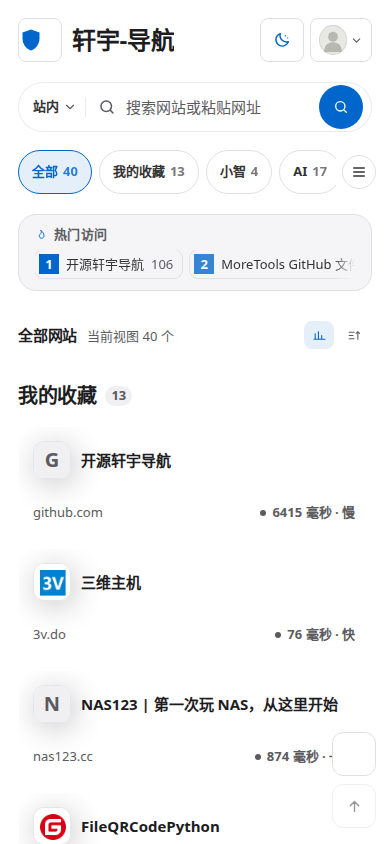 轩宇-导航
站内 搜索网站或粘贴网址
全部 40 我的收藏 13 小智 4 AI 17
热门访问
1 开源轩宇导航 106 2 MoreTools GitHub
全部网站 当前视图 40 个
我的收藏 13
G 开源轩宇导航
github.com 6415 毫秒 · 慢
3V 三维主机
3v.do 76 毫秒 · 快
N NAS123 | 第一次玩 NAS，从这里开始
nas123.cc 874 毫秒 ·
G FileQRCodePython